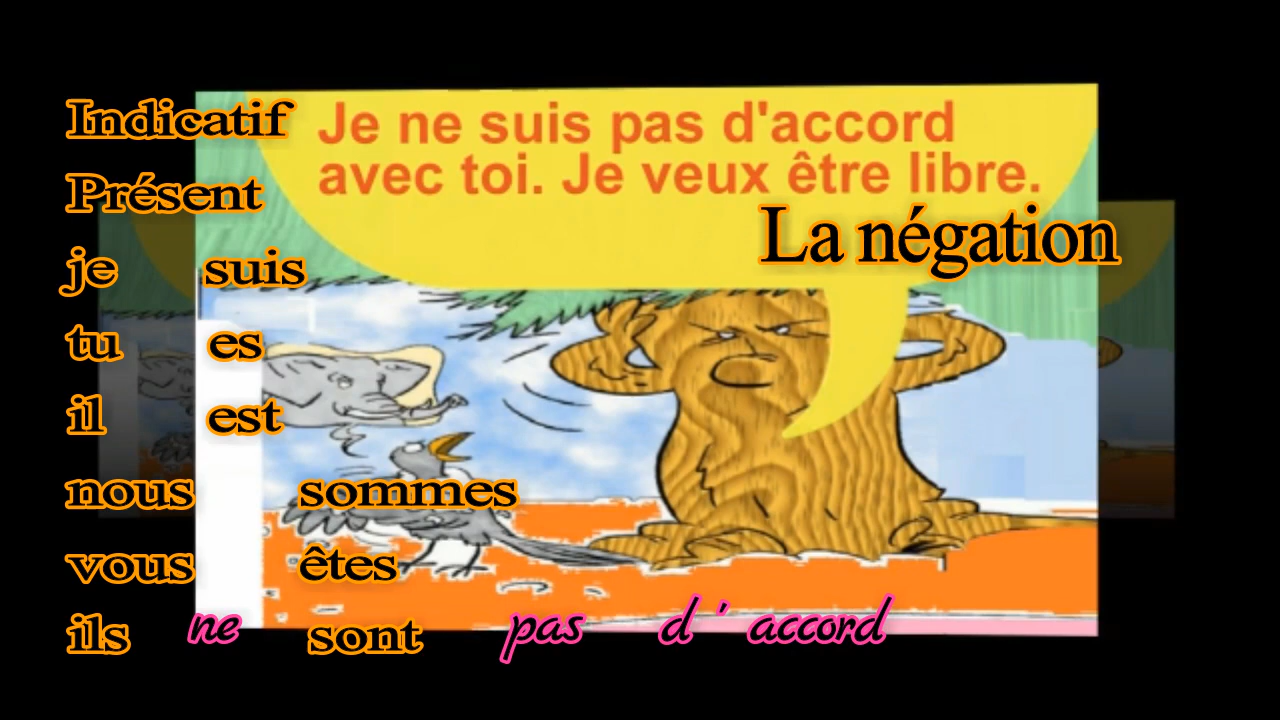 Indicatif
Je ne suis pas d'accord
avec toi. Je veux être libre.
Présent
La négation
je suis
tu es
il est
nous sommes
vous êtes
ils ne sont pas d'accord